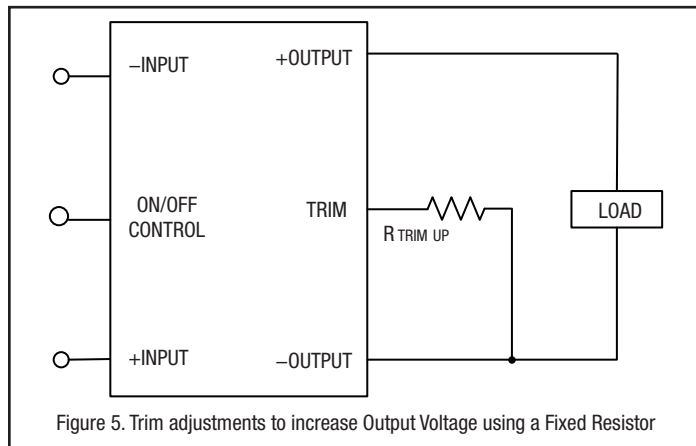 −INPUT
+OUTPUT
ON/OFF
CONTROL
TRIM
R TRIM UP
LOAD
+INPUT
−OUTPUT
Figure 5. Trim adjustments to increase Output Voltage using a Fixed Resistor